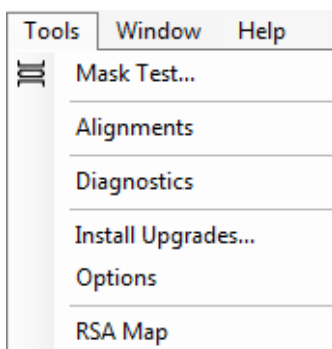 Tools Window Help
Mask Test...
Alignments
Diagnostics
Install Upgrades...
Options
RSA Map